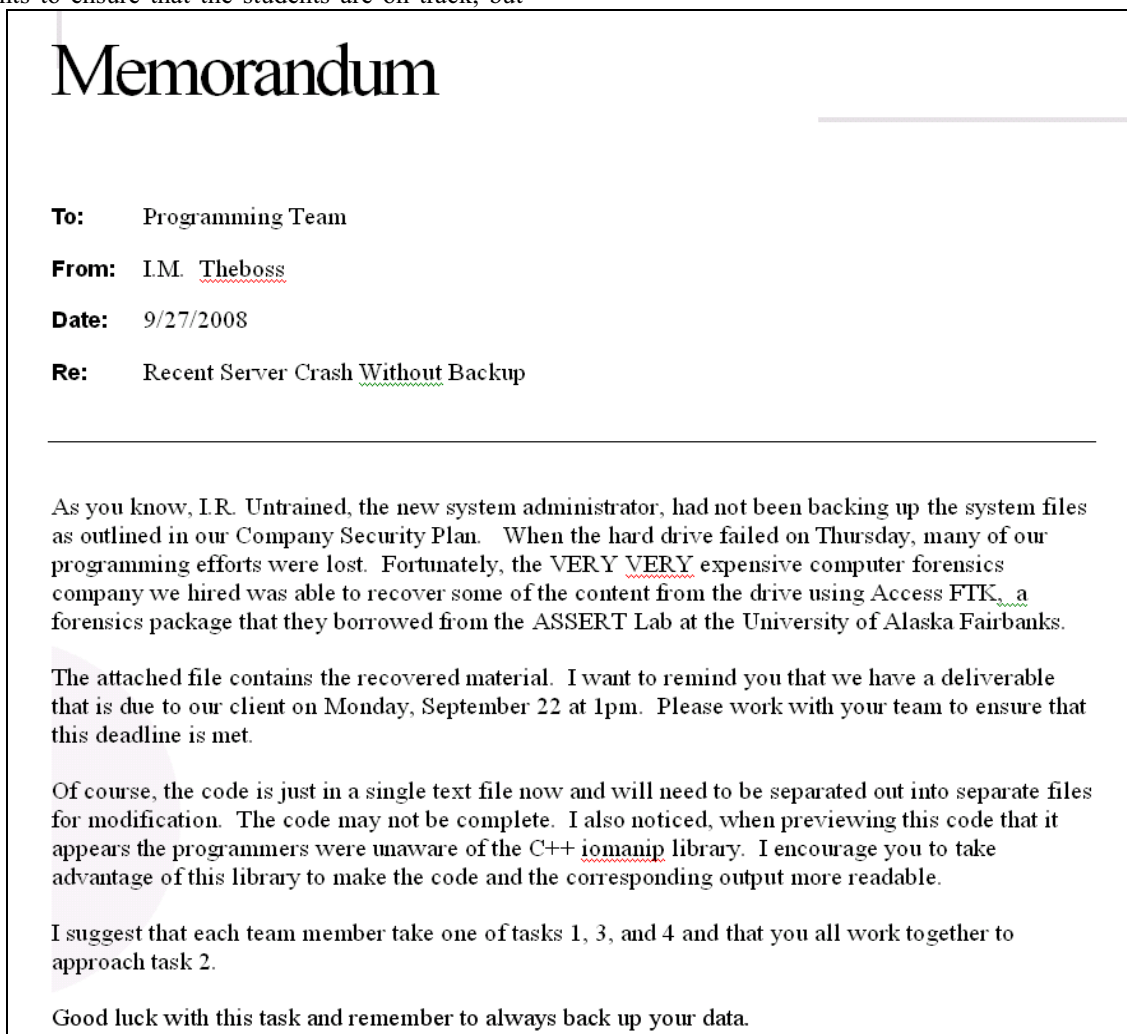 to ensure that the students are on track, but
Memorandum
To: Programming Team
From: I.M. Theboss
Date: 9/27/2008
Re: Recent Server Crash Without Backup
As you know, I.R. Untrained, the new system administrator, had not been backing up the system files
as outlined in our Company Security Plan. When the hard drive failed on Thursday, many of our
programming efforts were lost. Fortunately, the VERY VERY expensive computer forensics
company we hired was able to recover some of the content from the drive using Access FTK, a
forensics package that they borrowed from the ASSERT Lab at the University of Alaska Fairbanks.
The attached file contains the recovered material. I want to remind you that we have a deliverable
that is due to our client on Monday, September 22 at 1pm. Please work with your team to ensure that
this deadline is met.
Of course, the code is just in a single text file now and will need to be separated out into separate files
for modification. The code may not be complete. I also noticed, when previewing this code that it
appears the programmers were unaware of the C++ iomanip library. I encourage you to take
advantage of this library to make the code and the corresponding output more readable.
I suggest that each team member take one of tasks 1, 3, and 4 and that you all work together to
approach task 2.
Good luck with this task and remember to always back up your data.